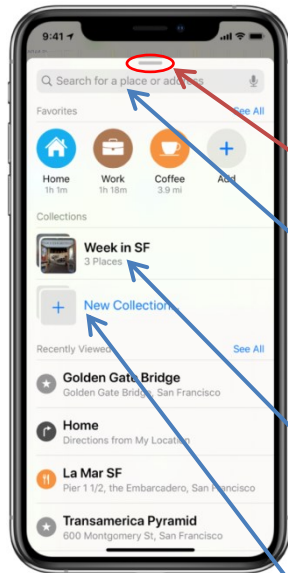 9:41
Search for a place or address
Favorites
See All
Home
Work
Coffee
Add
1h 1m
1h 18m
3.9 mi
Collections
Week in SF
3 Places
New Collection...
Recently Viewed
See All
Golden Gate Bridge
Golden Gate Bridge, San Francisco
Home
Directions from My Location
La Mar SF
Pier 1 1/2, the Embarcadero, San Francisco
Transamerica Pyramid
600 Montgomery St, San Francisco